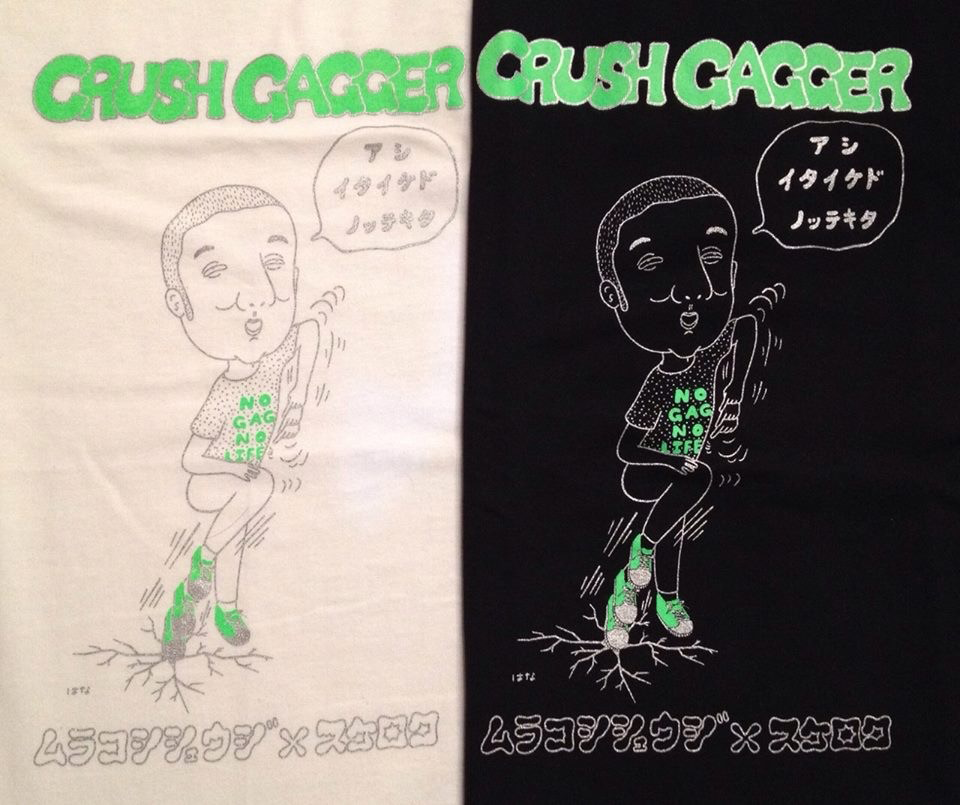 CRUSH GAGGER
アシ
イタイケド
ノッテキタ
NO
GAG
NO
LIFE
はな
ムラコシシュウジ×スケロク
CRUSH GAGGER
アシ
イタイケド
ノッテキタ
NO
GAG
NO
LIFE
はな
ムラコシシュウジ×スケロク